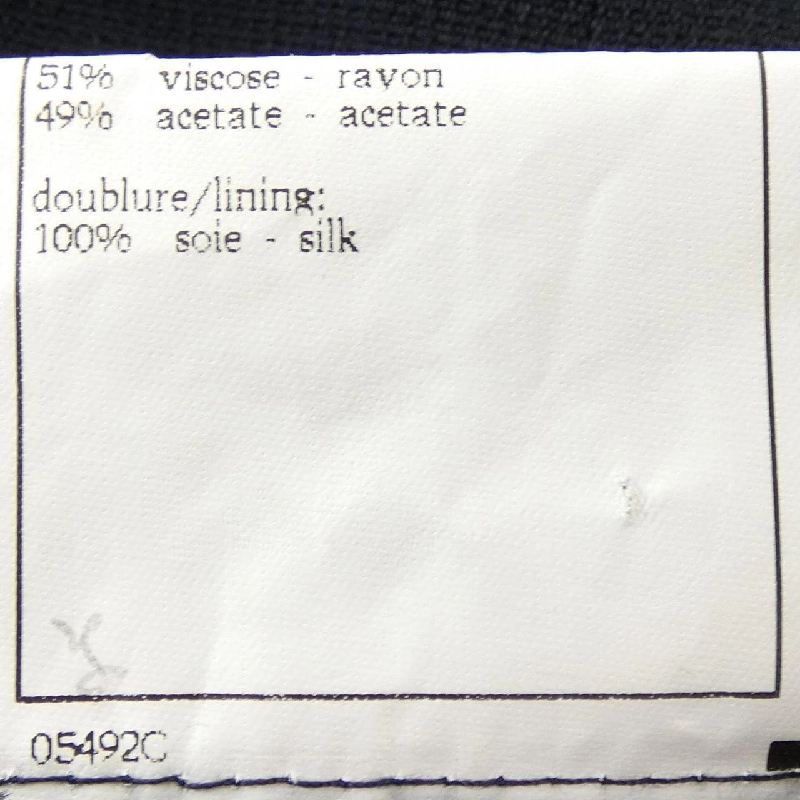 51% viscose - rayon
49% acetate - acetate
doublure/lining:
100% soie - silk
05492C